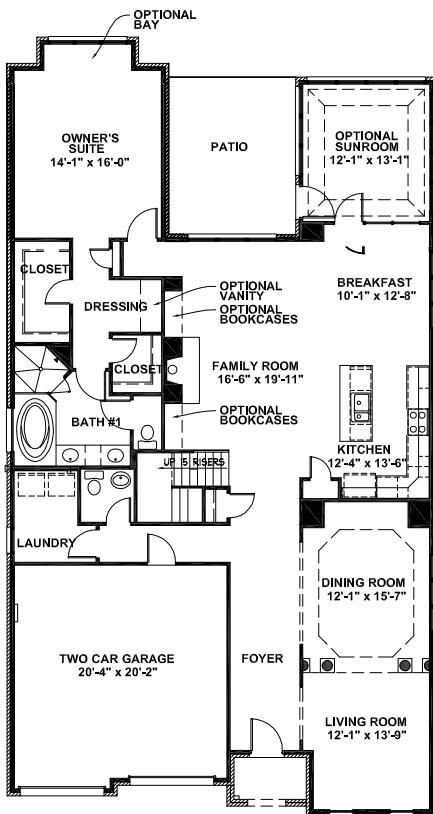 OPTIONAL
BAY
OWNER'S
SUITE
14'-1" x 16'-0"
PATIO
OPTIONAL
SUNROOM
12'-1" x 13'-1"
CLOSET
DRESSING
OPTIONAL
VANITY
OPTIONAL
BOOKCASES
BREAKFAST
10'-1" x 12'-8"
CLOSET
FAMILY ROOM
16'-6" x 19'-11"
OPTIONAL
BOOKCASES
BATH #1
KITCHEN
12'-4" x 13'-6"
UP 15 RISERS
LAUNDRY
DINING ROOM
12'-1" x 15'-7"
TWO CAR GARAGE
20'-4" x 20'-2"
FOYER
LIVING ROOM
12'-1" x 13'-9"